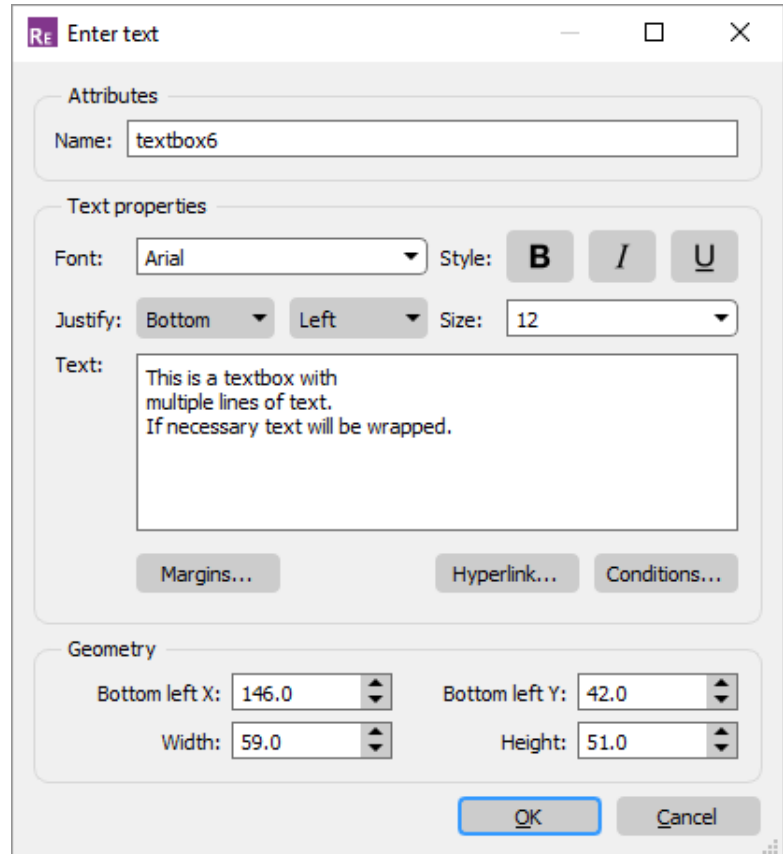 RE Enter text
Attributes
Name: textbox6
Text properties
Font: Arial Style: B I U
Justify: Bottom Left Size: 12
Text: This is a textbox with
multiple lines of text.
If necessary text will be wrapped.
Margins... Hyperlink... Conditions...
Geometry
Bottom left X: 146.0 Bottom left Y: 42.0
Width: 59.0 Height: 51.0
OK Cancel